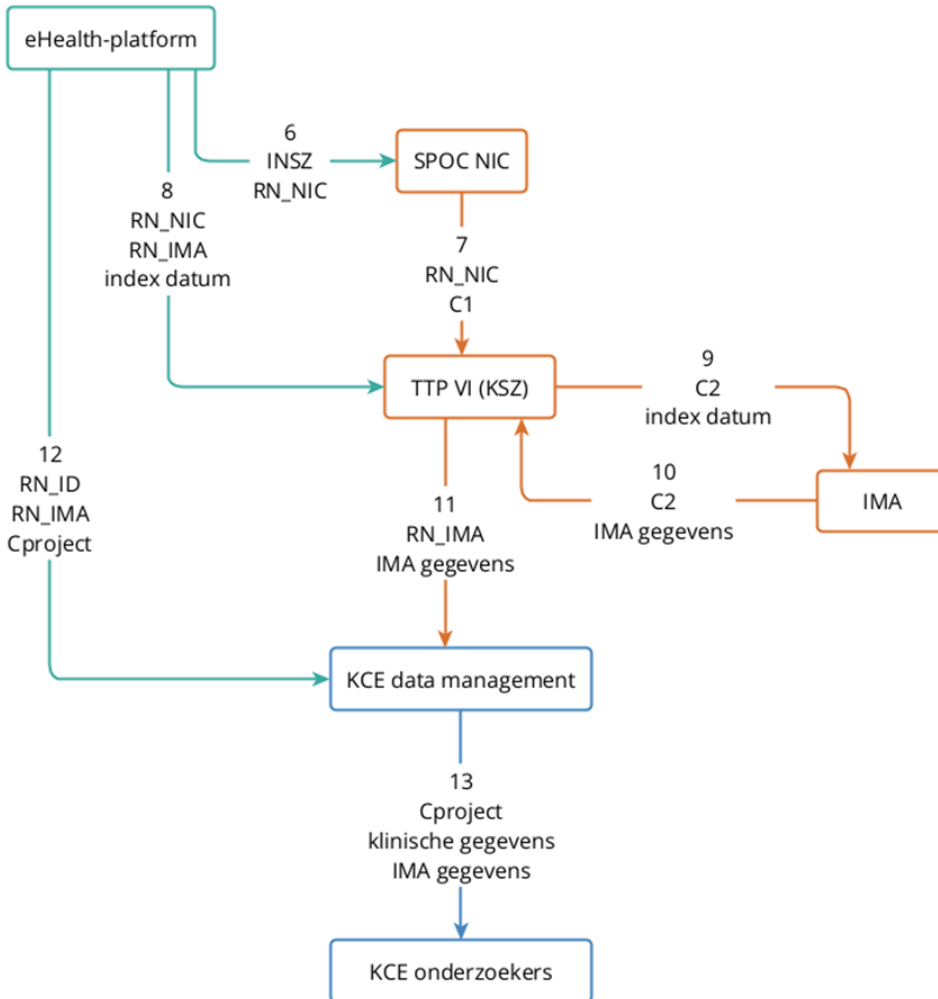 eHealth-platform
6
INSZ
RN_NIC
SPOC NIC
8
RN_NIC
RN_IMA
index datum
7
RN_NIC
C1
TTP VI (KSZ)
9
C2
index datum
12
RN_ID
RN_IMA
Cproject
11
RN_IMA
IMA gegevens
10
C2
IMA gegevens
IMA
KCE data management
13
Cproject
klinische gegevens
IMA gegevens
KCE onderzoekers